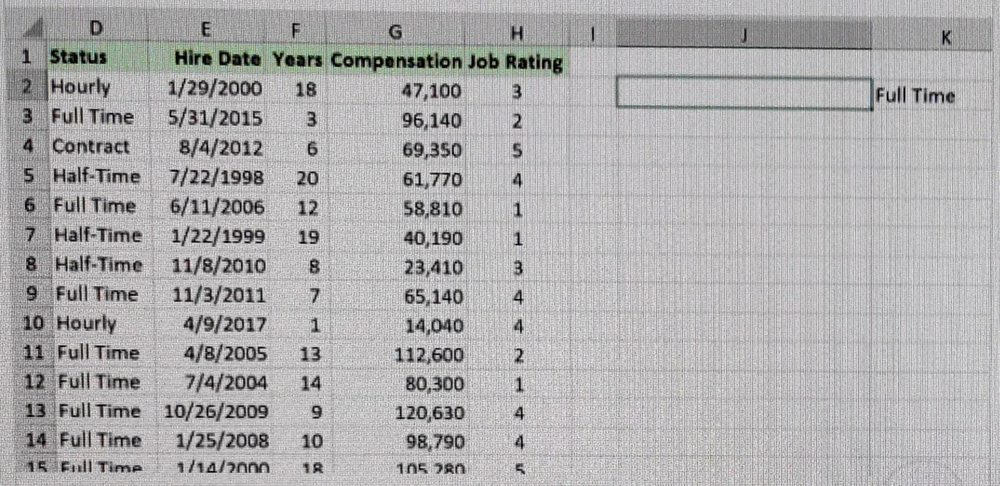 D E F G H I J K
1 Status Hire Date Years Compensation Job Rating
2 Hourly 1/29/2000 18 47,100 3 Full Time
3 Full Time 5/31/2015 3 96,140 2
4 Contract 8/4/2012 6 69,350 5
5 Half-Time 7/22/1998 20 61,770 4
6 Full Time 6/11/2006 12 58,810 1
7 Half-Time 1/22/1999 19 40,190 1
8 Half-Time 11/8/2010 8 23,410 3
9 Full Time 11/3/2011 7 65,140 4
10 Hourly 4/9/2017 1 14,040 4
11 Full Time 4/8/2005 13 112,600 2
12 Full Time 7/4/2004 14 80,300 1
13 Full Time 10/26/2009 9 120,630 4
14 Full Time 1/25/2008 10 98,790 4
15 Full Time 1/14/2000 18 105,280 5